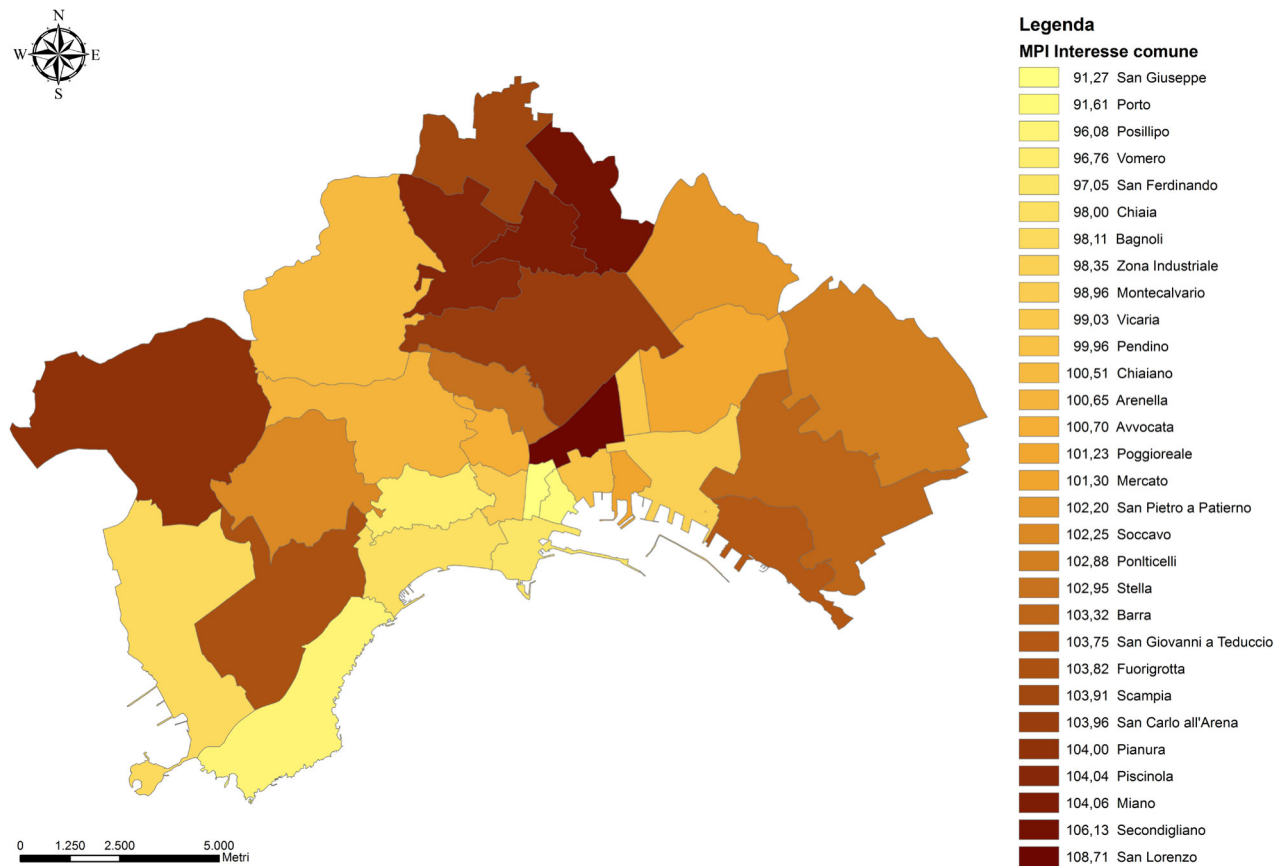 N
W E
S
Legenda
MPI Interesse comune
91,27 San Giuseppe
91,61 Porto
96,08 Posillipo
96,76 Vomero
97,05 San Ferdinando
98,00 Chiaia
98,11 Bagnoli
98,35 Zona Industriale
98,96 Montecalvario
99,03 Vicaria
99,96 Pendino
100,51 Chiaiano
100,65 Arenella
100,70 Avvocata
101,23 Poggioreale
101,30 Mercato
102,20 San Pietro a Patierno
102,25 Soccavo
102,88 Ponlticelli
102,95 Stella
103,32 Barra
103,75 San Giovanni a Teduccio
103,82 Fuorigrotta
103,91 Scampia
103,96 San Carlo all'Arena
104,00 Pianura
104,04 Piscinola
104,06 Miano
106,13 Secondigliano
108,71 San Lorenzo
0 1.250 2.500 5.000
Metri